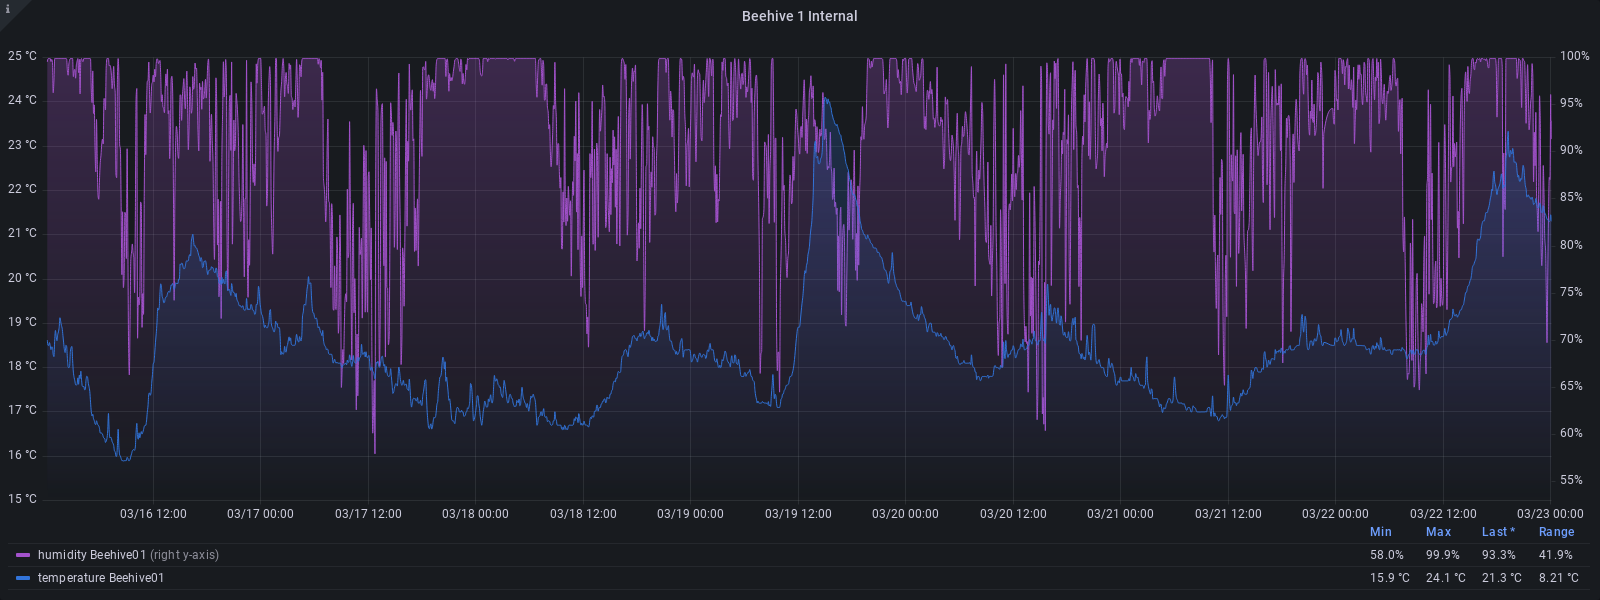 i
Beehive 1 Internal
25 °C 100%
24 °C 95%
23 °C 90%
22 °C 85%
21 °C 80%
20 °C 75%
19 °C 70%
18 °C 65%
17 °C 60%
16 °C 55%
15 °C
03/16 12:00 03/17 00:00 03/17 12:00 03/18 00:00 03/18 12:00 03/19 00:00 03/19 12:00 03/20 00:00 03/20 12:00 03/21 00:00 03/21 12:00 03/22 00:00 03/22 12:00 03/23 00:00
Min Max Last * Range
humidity Beehive01 (right y-axis) 58.0% 99.9% 93.3% 41.9%
temperature Beehive01 15.9 °C 24.1 °C 21.3 °C 8.21 °C